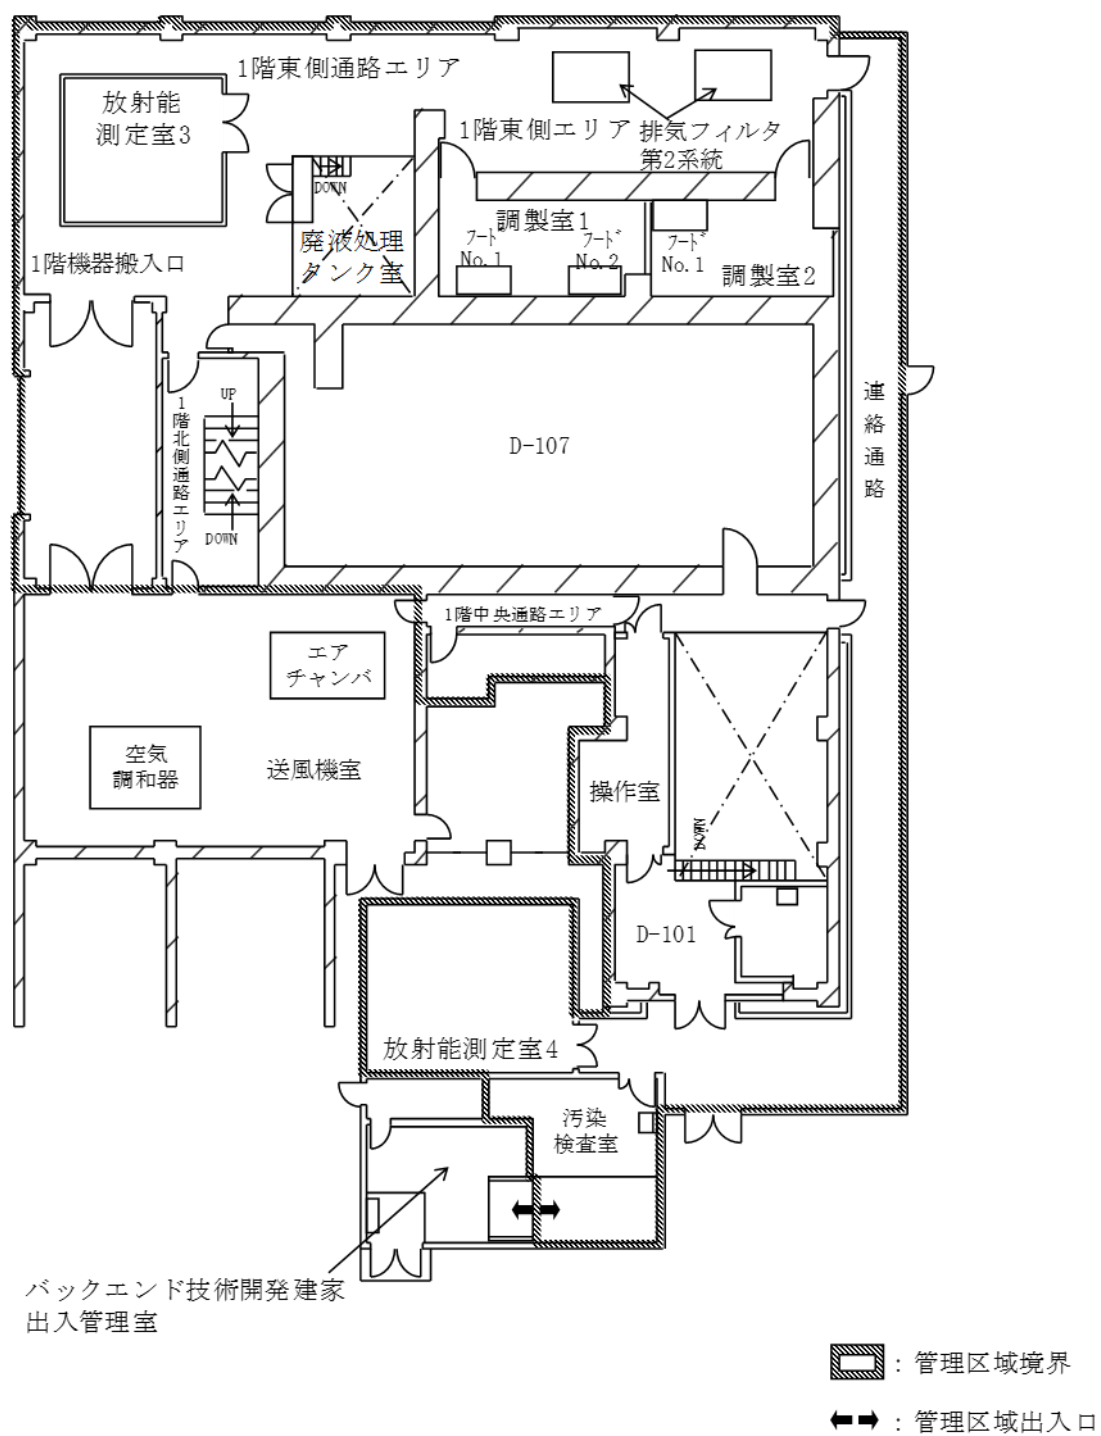 1階東側通路エリア
放射能
測定室3
1階東側エリア
排気フィルタ
第2系統
DOWN
調製室1
フード
No.1
フード
No.2
フード
No.1
廃液処理
タンク室
1階機器搬入口
調製室2
UP
1階北側通路エリア
DOWN
D-107
連絡通路
1階中央通路エリア
エア
チャンバ
空気
調和器
送風機室
操作室
DOWN
D-101
放射能測定室4
汚染
検査室
バックエンド技術開発建家
出入管理室
：管理区域境界
：管理区域出入口